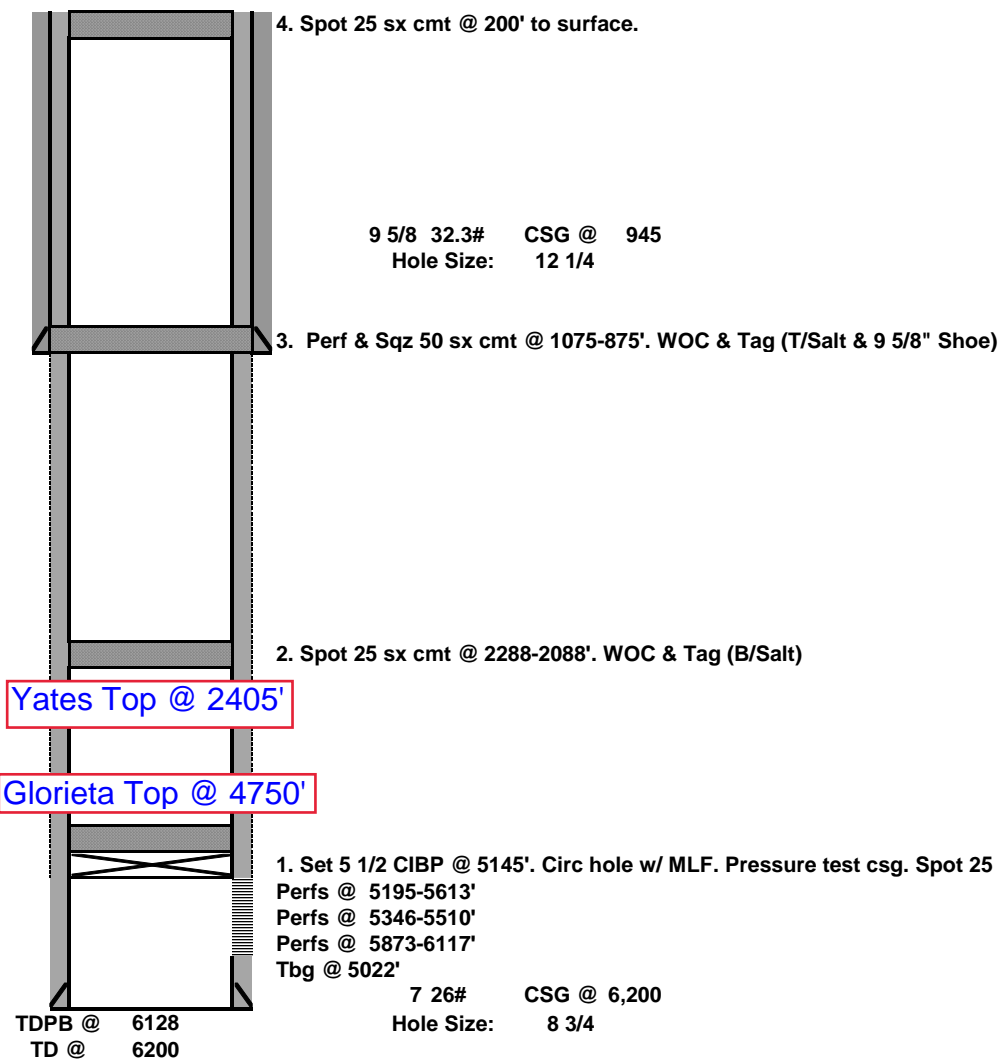 4. Spot 25 sx cmt @ 200' to surface.
9 5/8 32.3# CSG @ 945
Hole Size: 12 1/4
3. Perf & Sqz 50 sx cmt @ 1075-875'. WOC & Tag (T/Salt & 9 5/8" Shoe)
2. Spot 25 sx cmt @ 2288-2088'. WOC & Tag (B/Salt)
Yates Top @ 2405'
Glorieta Top @ 4750'
1. Set 5 1/2 CIBP @ 5145'. Circ hole w/ MLF. Pressure test csg. Spot 25
Perfs @ 5195-5613'
Perfs @ 5346-5510'
Perfs @ 5873-6117'
Tbg @ 5022'
7 26# CSG @ 6,200
Hole Size: 8 3/4
TDPB @ 6128
TD @ 6200